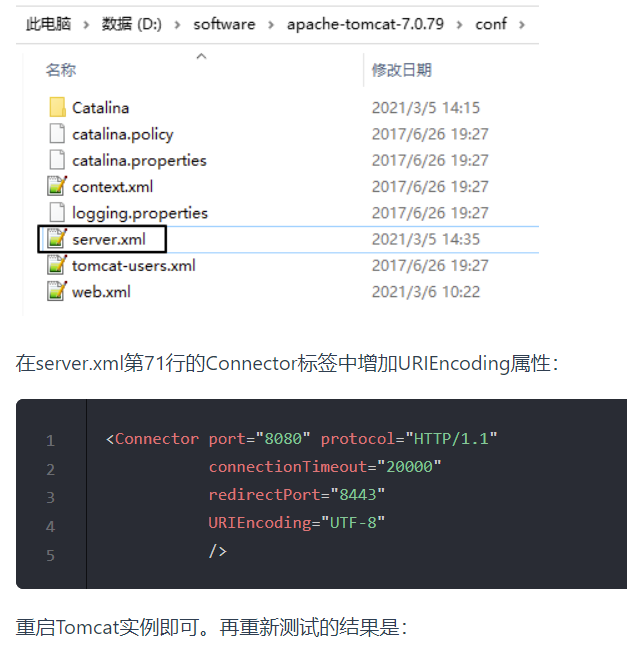 此电脑 > 数据 (D:) > software > apache-tomcat-7.0.79 > conf >
名称 修改日期
Catalina 2021/3/5 14:15
catalina.policy 2017/6/26 19:27
catalina.properties 2017/6/26 19:27
context.xml 2017/6/26 19:27
logging.properties 2017/6/26 19:27
server.xml 2021/3/5 14:35
tomcat-users.xml 2017/6/26 19:27
web.xml 2021/3/6 10:22
在server.xml第71行的Connector标签中增加URIEncoding属性：
1 <Connector port="8080" protocol="HTTP/1.1"
2 connectionTimeout="20000"
3 redirectPort="8443"
4 URIEncoding="UTF-8"
5 />
重启Tomcat实例即可。再重新测试的结果是：